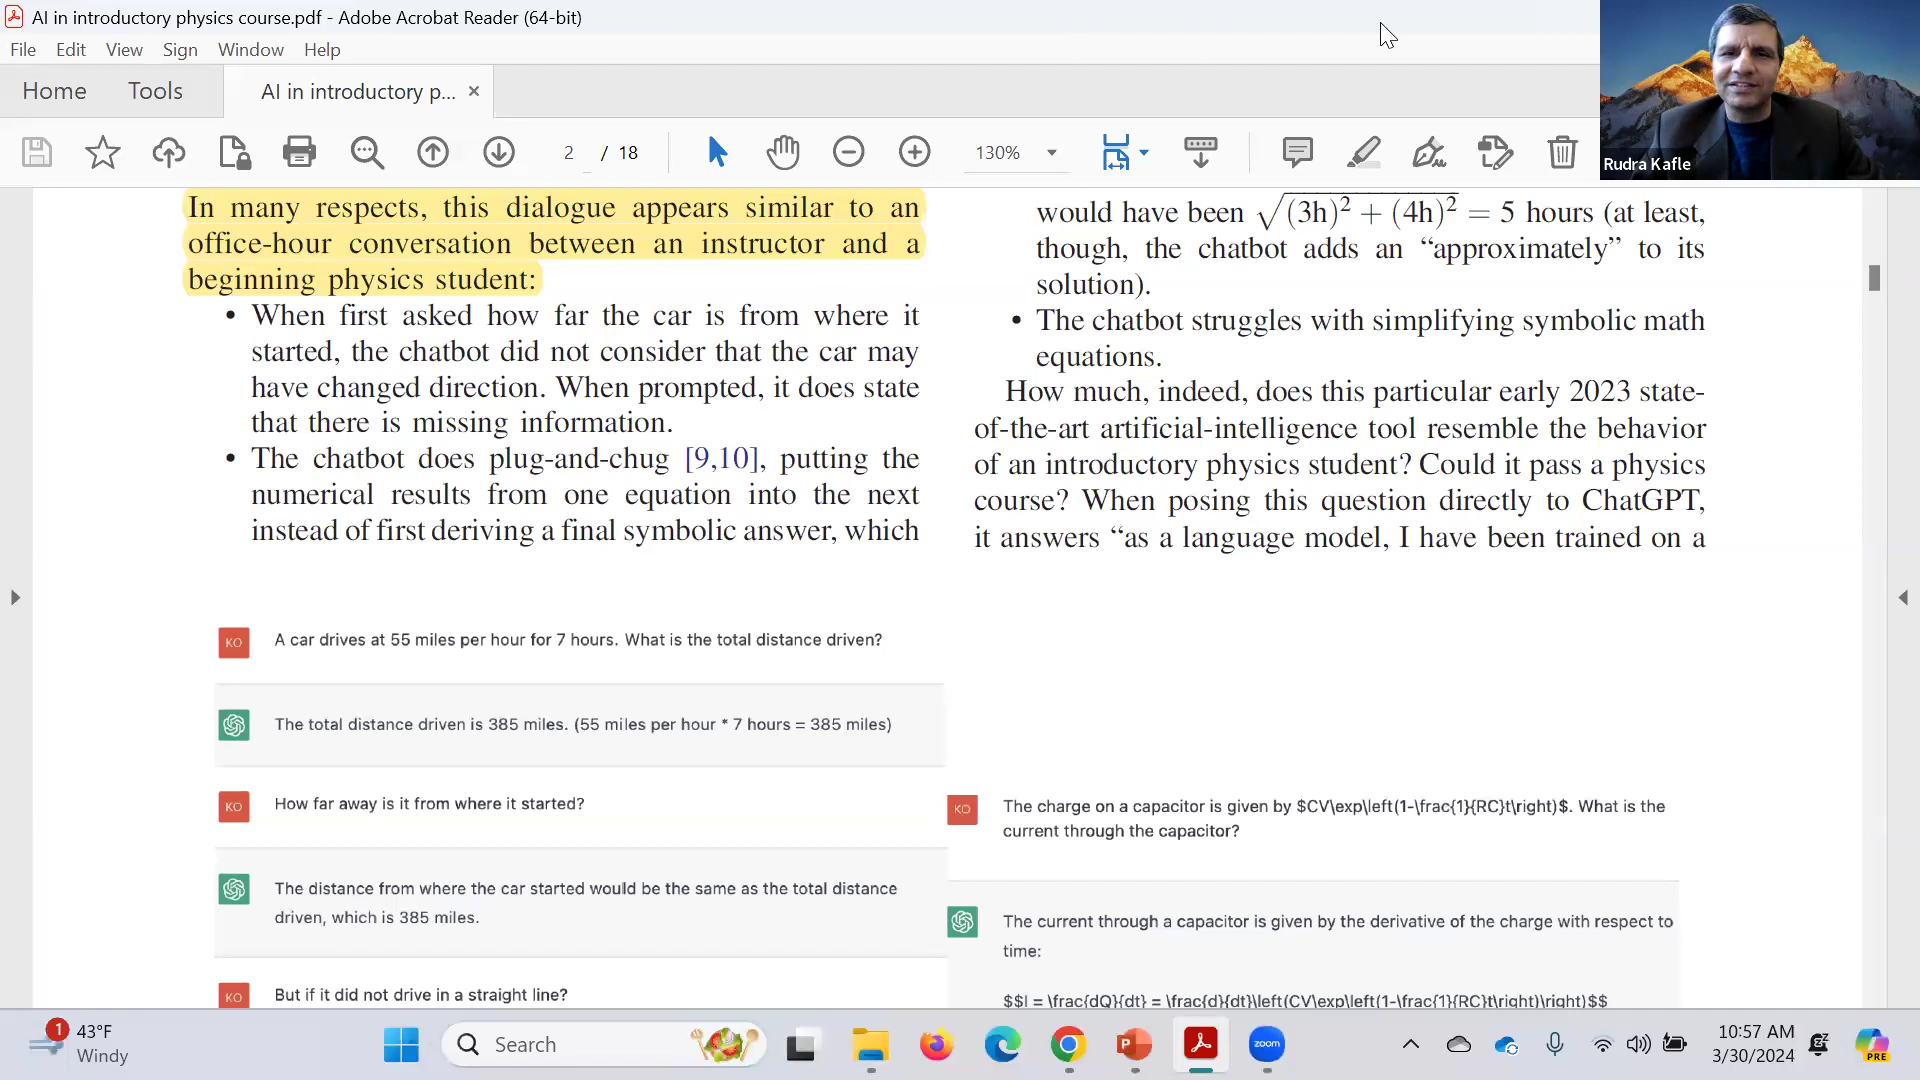 AI in introductory physics course.pdf - Adobe Acrobat Reader (64-bit)
File Edit View Sign Window Help
Home Tools AI in introductory p... ×
2 / 18 130%
Rudra Kafle
In many respects, this dialogue appears similar to an
office-hour conversation between an instructor and a
beginning physics student:
• When first asked how far the car is from where it
started, the chatbot did not consider that the car may
have changed direction. When prompted, it does state
that there is missing information.
• The chatbot does plug-and-chug [9,10], putting the
numerical results from one equation into the next
instead of first deriving a final symbolic answer, which
would have been √(3h)² + (4h)² = 5 hours (at least,
though, the chatbot adds an “approximately” to its
solution).
• The chatbot struggles with simplifying symbolic math
equations.
How much, indeed, does this particular early 2023 state-
of-the-art artificial-intelligence tool resemble the behavior
of an introductory physics student? Could it pass a physics
course? When posing this question directly to ChatGPT,
it answers “as a language model, I have been trained on a
KO A car drives at 55 miles per hour for 7 hours. What is the total distance driven?
The total distance driven is 385 miles. (55 miles per hour * 7 hours = 385 miles)
KO How far away is it from where it started?
The distance from where the car started would be the same as the total distance
driven, which is 385 miles.
KO But if it did not drive in a straight line?
KO The charge on a capacitor is given by $CV\exp\left(1-\frac{1}{RC}t\right)$. What is the
current through the capacitor?
The current through a capacitor is given by the derivative of the charge with respect to
time:
$$I = \frac{dQ}{dt} = \frac{d}{dt}\left(CV\exp\left(1-\frac{1}{RC}t\right)\right)$$
1 43°F
Windy
Search
zoom
10:57 AM
3/30/2024
PRE